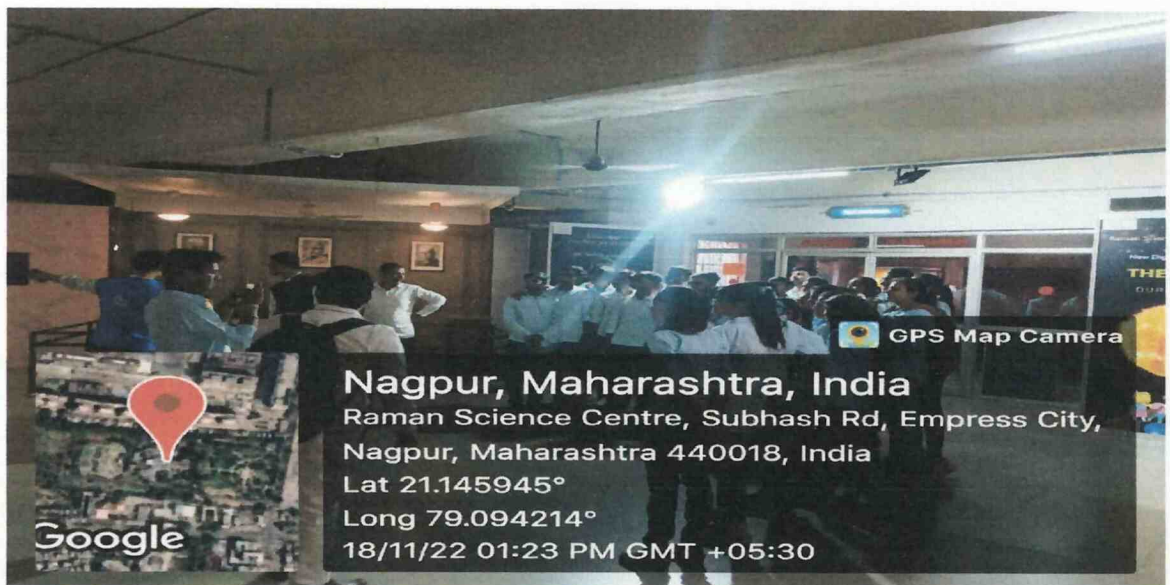 THE
GPS Map Camera
Nagpur, Maharashtra, India
Raman Science Centre, Subhash Rd, Empress City,
Nagpur, Maharashtra 440018, India
Lat 21.145945°
Long 79.094214°
18/11/22 01:23 PM GMT +05:30
Google